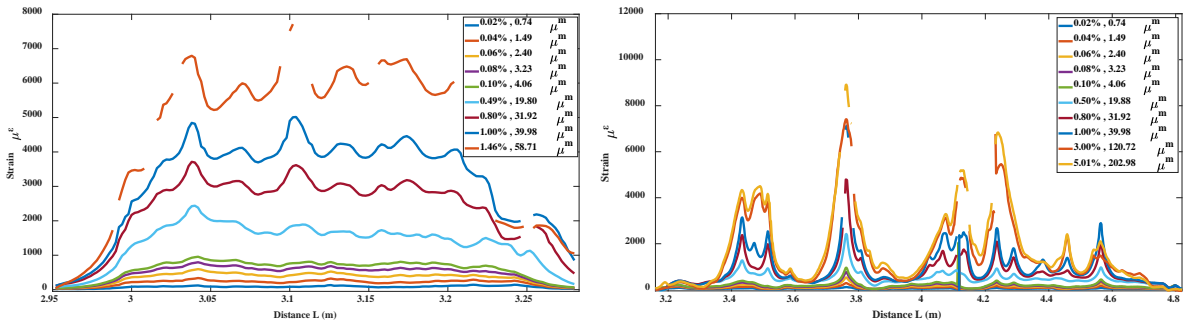 8000
7000
6000
5000
4000
3000
2000
1000
0
Strain με
2.95
3
3.05
3.1
3.15
3.2
3.25
Distance L (m)
0.02% , 0.74 μm
0.04% , 1.49 μm
0.06% , 2.40 μm
0.08% , 3.23 μm
0.10% , 4.06 μm
0.49% , 19.80 μm
0.80% , 31.92 μm
1.00% , 39.98 μm
1.46% , 58.71 μm
12000
10000
8000
6000
4000
2000
0
Strain με
3.2
3.4
3.6
3.8
4
4.2
4.4
4.6
4.8
Distance L (m)
0.02% , 0.74 μm
0.04% , 1.49 μm
0.06% , 2.40 μm
0.08% , 3.23 μm
0.10% , 4.06 μm
0.50% , 19.88 μm
0.80% , 31.92 μm
1.00% , 39.98 μm
3.00% , 120.72 μm
5.01% , 202.98 μm